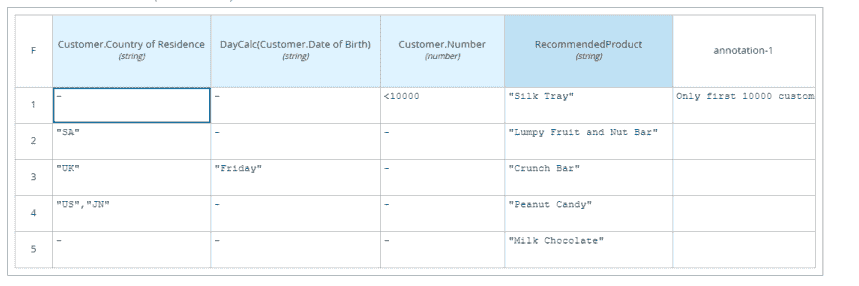 F Customer.Country of Residence DayCalc(Customer.Date of Birth) Customer.Number RecommendedProduct annotation-1
(string) (string) (number) (string)
1 - - <10000 "Silk Tray" Only first 10000 custom
2 "SA" - - "Lumpy Fruit and Nut Bar"
3 "UK" "Friday" - "Crunch Bar"
4 "US","JN" - - "Peanut Candy"
5 - - - "Milk Chocolate"